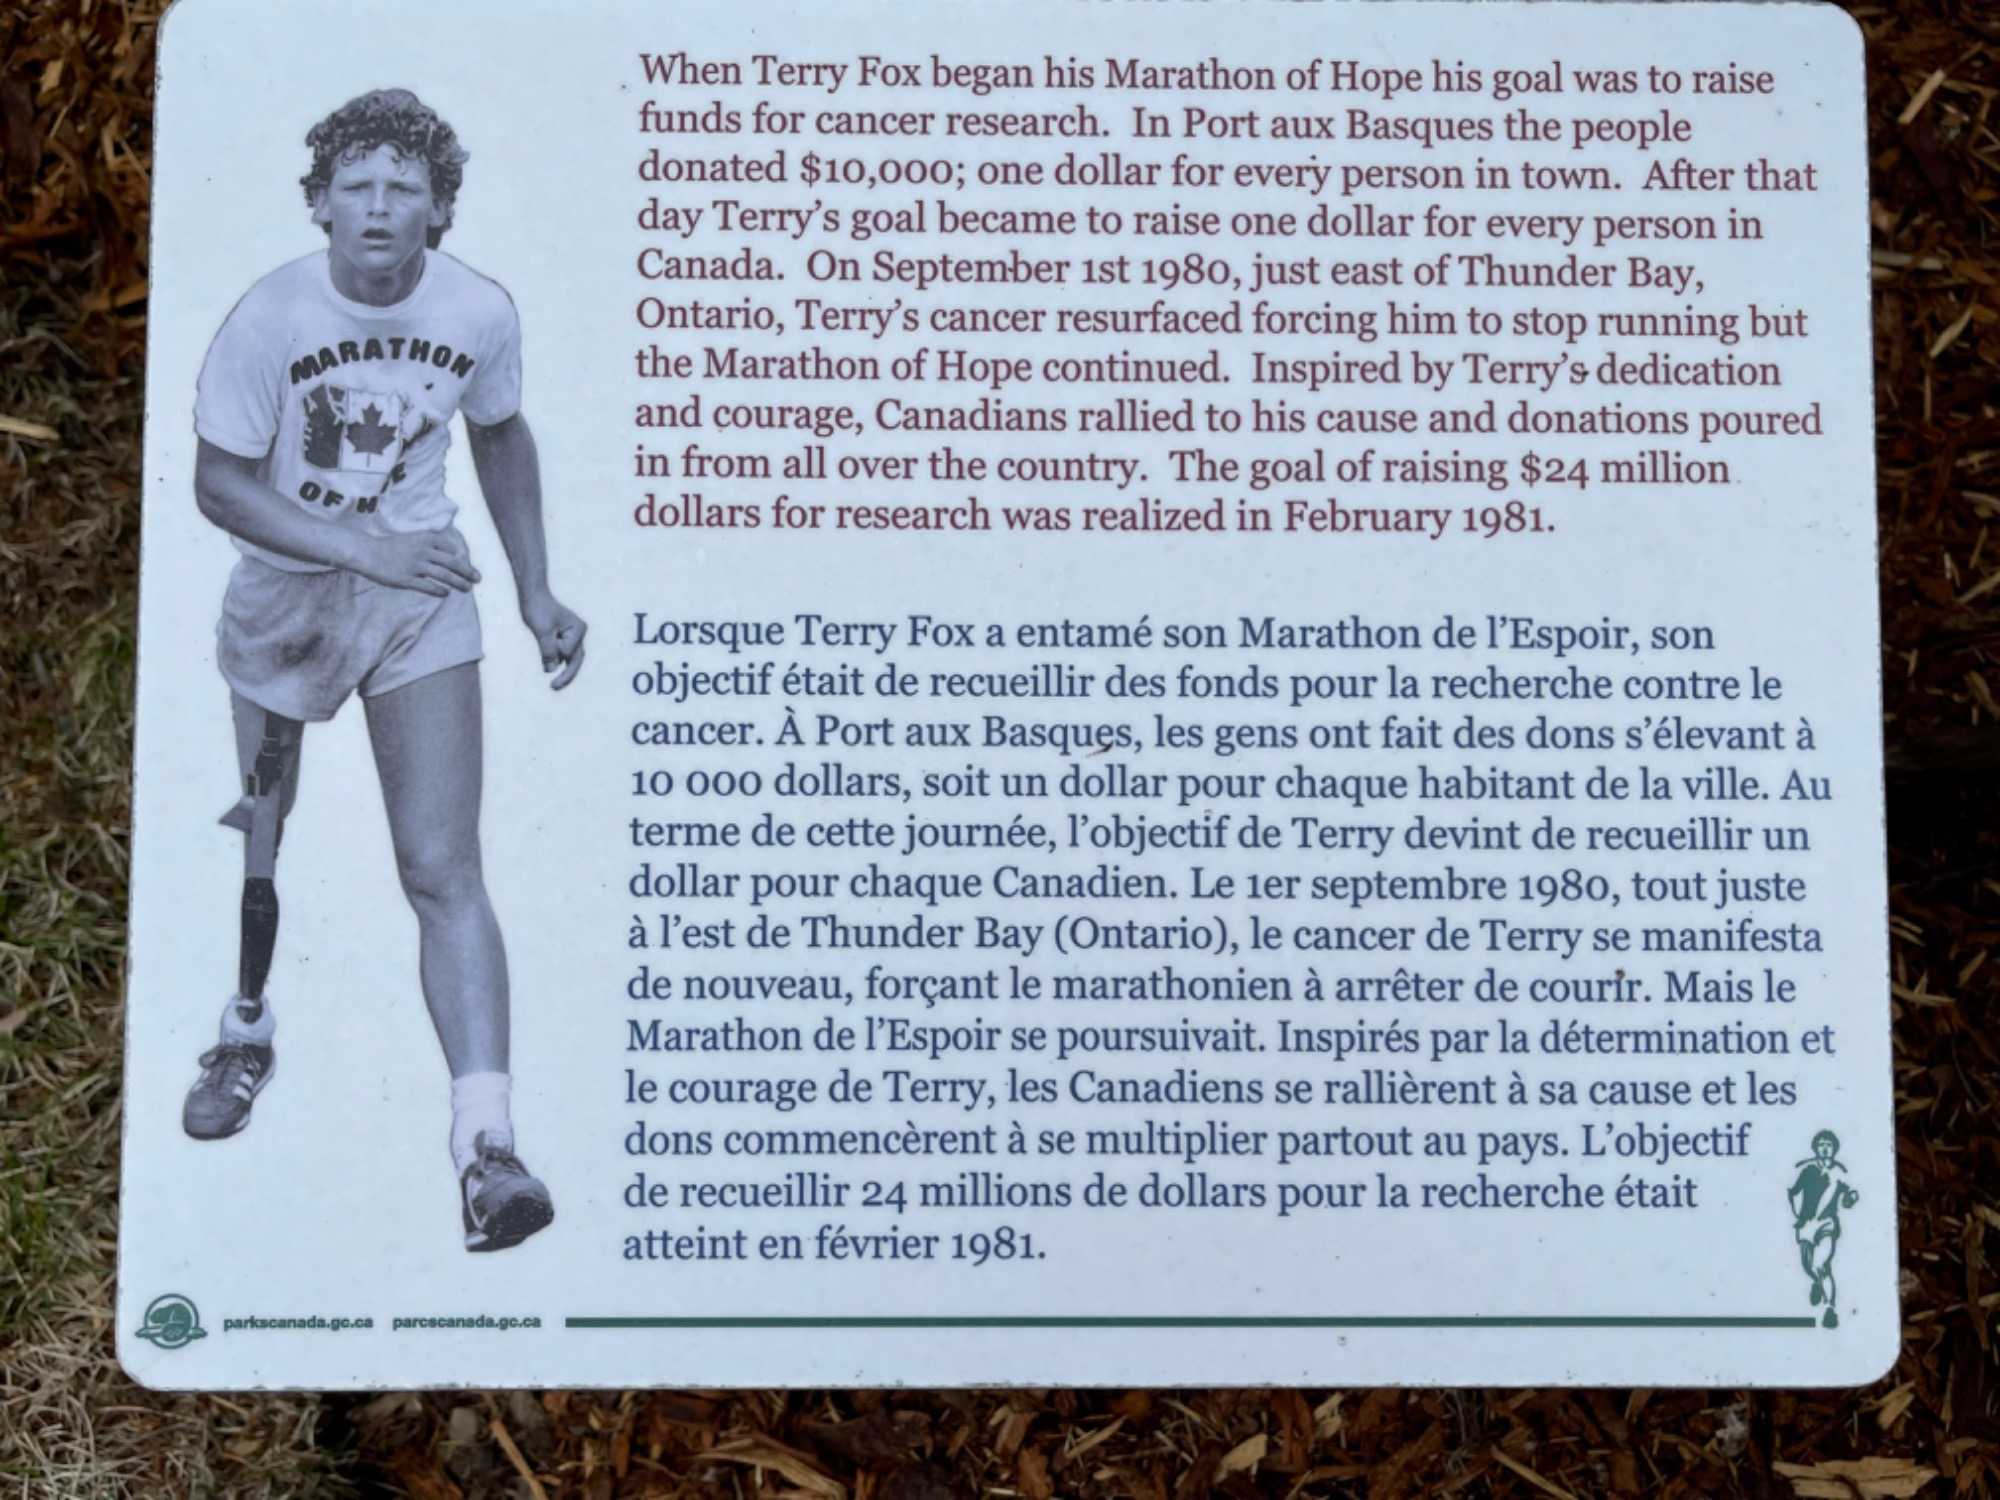 When Terry Fox began his Marathon of Hope his goal was to raise
funds for cancer research. In Port aux Basques the people
donated $10,000; one dollar for every person in town. After that
day Terry's goal became to raise one dollar for every person in
Canada. On September 1st 1980, just east of Thunder Bay,
Ontario, Terry's cancer resurfaced forcing him to stop running but
the Marathon of Hope continued. Inspired by Terry's dedication
and courage, Canadians rallied to his cause and donations poured
in from all over the country. The goal of raising $24 million
dollars for research was realized in February 1981.
Lorsque Terry Fox a entamé son Marathon de l'Espoir, son
objectif était de recueillir des fonds pour la recherche contre le
cancer. À Port aux Basques, les gens ont fait des dons s'élevant à
10 000 dollars, soit un dollar pour chaque habitant de la ville. Au
terme de cette journée, l'objectif de Terry devint de recueillir un
dollar pour chaque Canadien. Le 1er septembre 1980, tout juste
à l'est de Thunder Bay (Ontario), le cancer de Terry se manifesta
de nouveau, forçant le marathonien à arrêter de courir. Mais le
Marathon de l'Espoir se poursuivait. Inspirés par la détermination et
le courage de Terry, les Canadiens se rallièrent à sa cause et les
dons commencèrent à se multiplier partout au pays. L'objectif
de recueillir 24 millions de dollars pour la recherche était
atteint en février 1981.
MARATHON
OF
parkscanada.gc.ca parcscanada.gc.ca